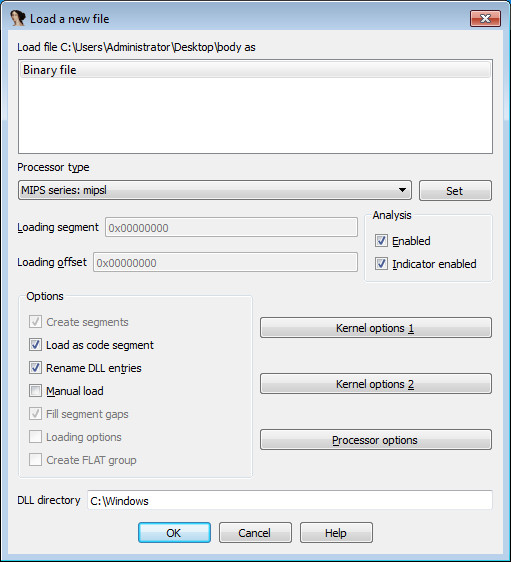 Load a new file
Load file C:\Users\Administrator\Desktop\body as
Binary file
Processor type
MIPS series: mipsl
Set
Loading segment 0x00000000
Loading offset 0x00000000
Analysis
Enabled
Indicator enabled
Options
Create segments
Load as code segment
Rename DLL entries
Manual load
Fill segment gaps
Loading options
Create FLAT group
Kernel options 1
Kernel options 2
Processor options
DLL directory C:\Windows
OK
Cancel
Help